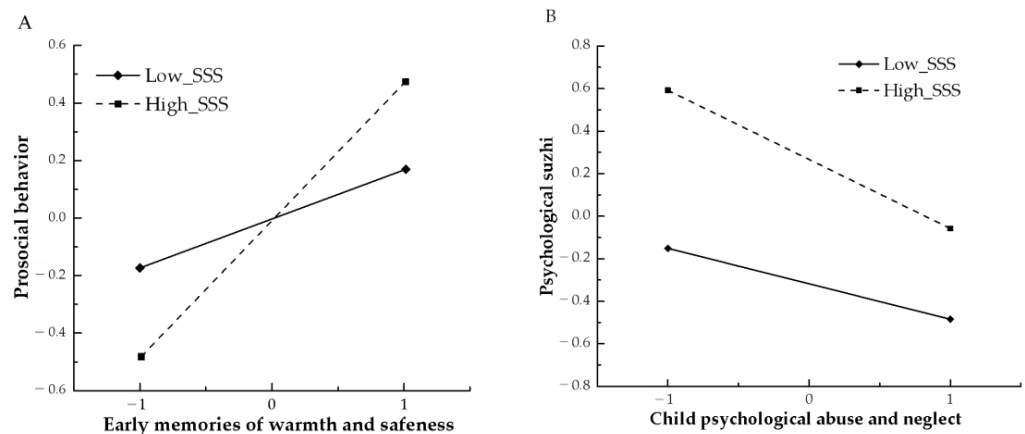 A
0.6
0.4
0.2
0.0
−0.2
−0.4
−0.6
Prosocial behavior
Low_SSS
High_SSS
−1
0
1
Early memories of warmth and safeness
B
0.8
0.6
0.4
0.2
0.0
−0.2
−0.4
−0.6
−0.8
Psychological suzhi
Low_SSS
High_SSS
−1
0
1
Child psychological abuse and neglect